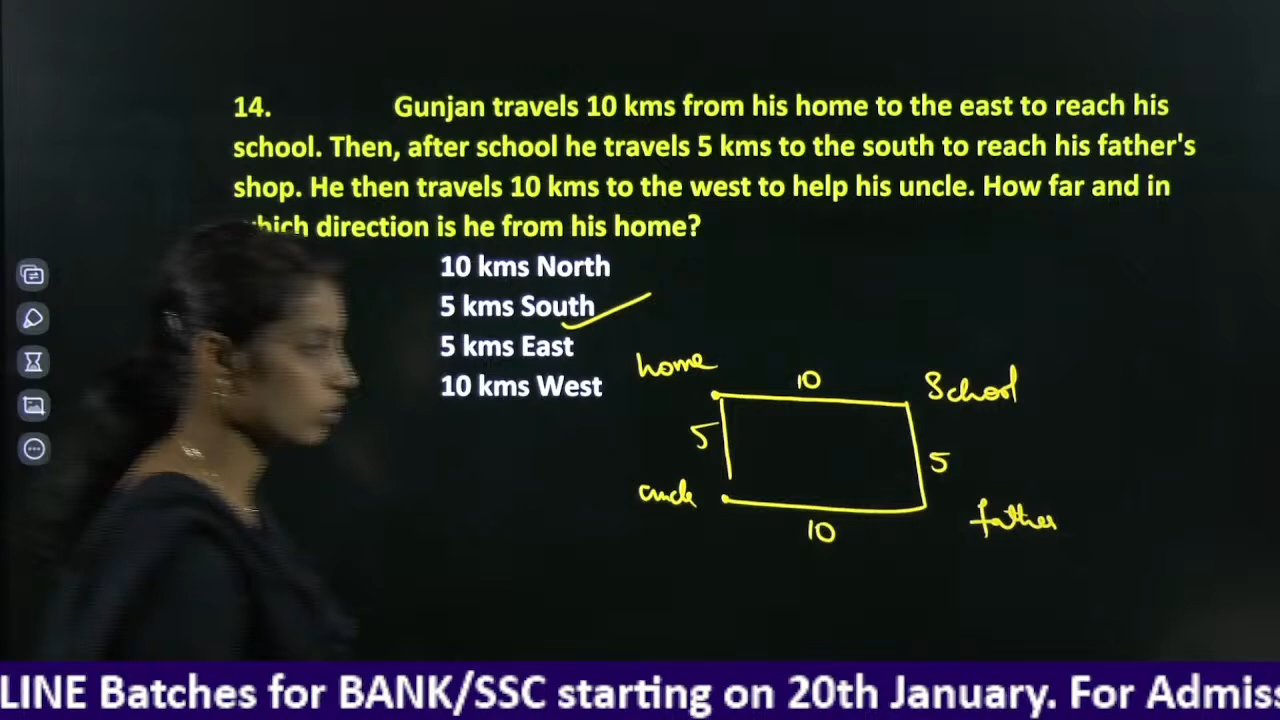 14. Gunjan travels 10 kms from his home to the east to reach his
school. Then, after school he travels 5 kms to the south to reach his father's
shop. He then travels 10 kms to the west to help his uncle. How far and in
which direction is he from his home?
10 kms North
5 kms South
5 kms East
10 kms West
home
10
School
5
5
uncle
father
10
LINE Batches for BANK/SSC starting on 20th January. For Admiss